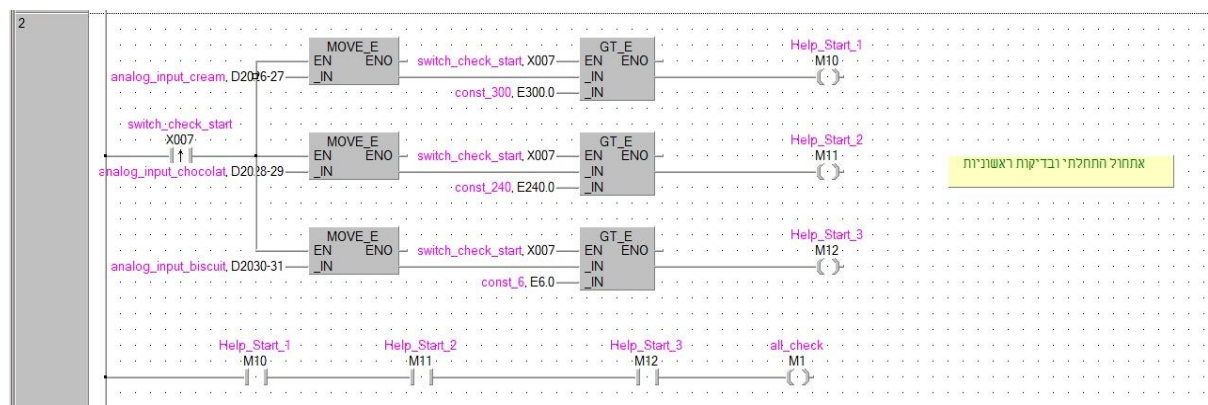 2
MOVE_E
EN ENO
_IN
analog_input_cream, D2026-27
switch_check_start, X007
const_300, E300.0
GT_E
EN ENO
_IN
_IN
Help_Start_1
M10
switch_check_start
X007
MOVE_E
EN ENO
_IN
analog_input_chocolat, D2028-29
switch_check_start, X007
const_240, E240.0
GT_E
EN ENO
_IN
_IN
Help_Start_2
M11
אתחול התחלתי ובדיקות ראשוניות
MOVE_E
EN ENO
_IN
analog_input_biscuit, D2030-31
switch_check_start, X007
const_6, E6.0
GT_E
EN ENO
_IN
_IN
Help_Start_3
M12
Help_Start_1 Help_Start_2 Help_Start_3 all_check
M10 M11 M12 M1